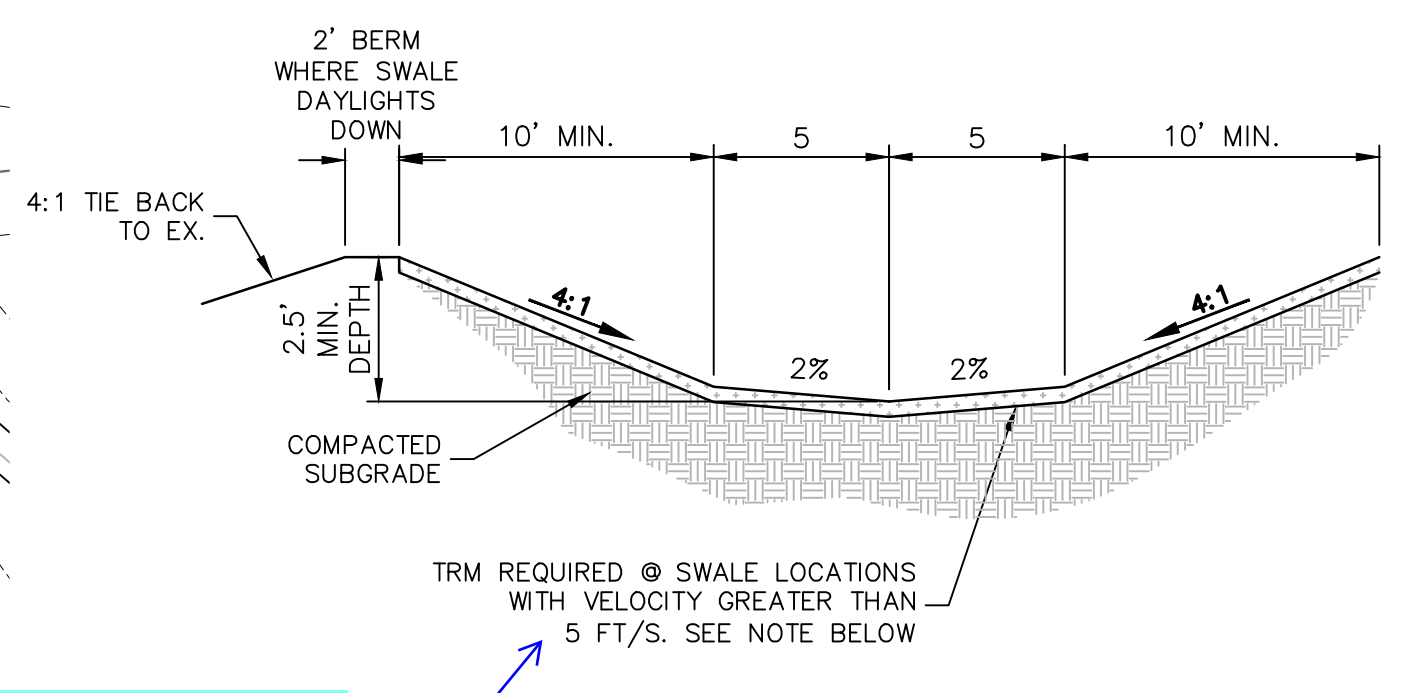 2' BERM
WHERE SWALE
DAYLIGHTS
DOWN
10' MIN.
5
5
10' MIN.
4:1 TIE BACK
TO EX.
2.5'
MIN.
DEPTH
4:1
4:1
2%
2%
COMPACTED
SUBGRADE
TRM REQUIRED @ SWALE LOCATIONS
WITH VELOCITY GREATER THAN
5 FT/S. SEE NOTE BELOW